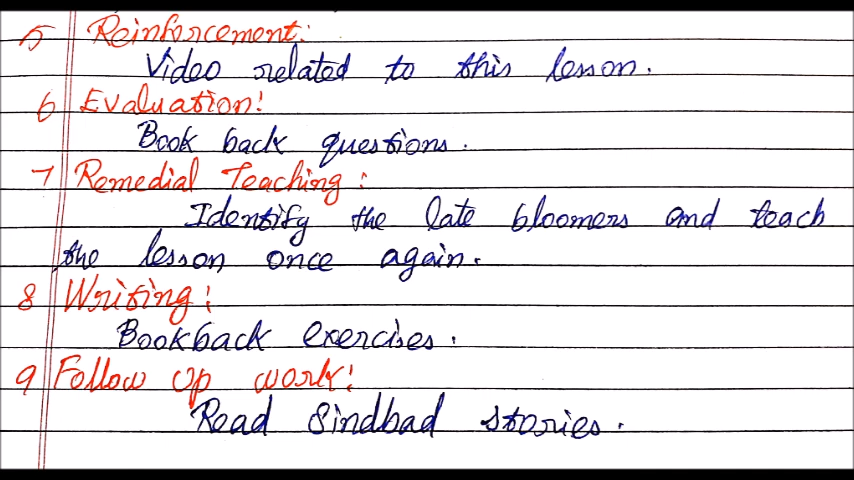 5 Reinforcement:
Video related to this lesson.
6 Evaluation:
Book back questions.
7 Remedial Teaching:
Identify the late bloomers and teach
the lesson once again.
8 Writing:
Bookback exercises.
9 Follow up work:
Read Sindbad stories.